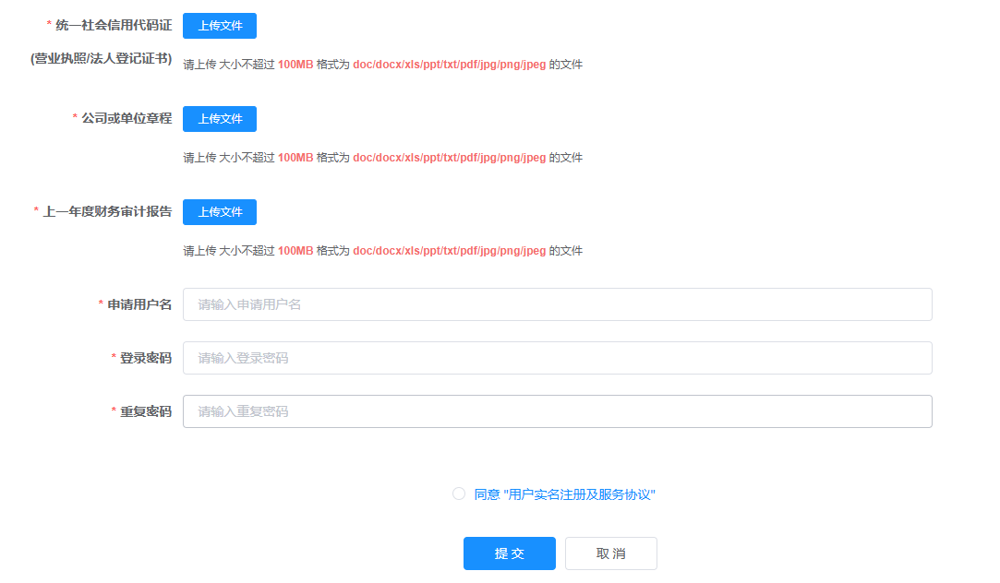 * 统一社会信用代码证 上传文件
(营业执照/法人登记证书) 请上传 大小不超过 100MB 格式为 doc/docx/xls/ppt/txt/pdf/jpg/png/jpeg 的文件
* 公司或单位章程 上传文件
请上传 大小不超过 100MB 格式为 doc/docx/xls/ppt/txt/pdf/jpg/png/jpeg 的文件
* 上一年度财务审计报告 上传文件
请上传 大小不超过 100MB 格式为 doc/docx/xls/ppt/txt/pdf/jpg/png/jpeg 的文件
* 申请用户名 请输入申请用户名
* 登录密码 请输入登录密码
* 重复密码 请输入重复密码
同意 "用户实名注册及服务协议"
提 交 取 消